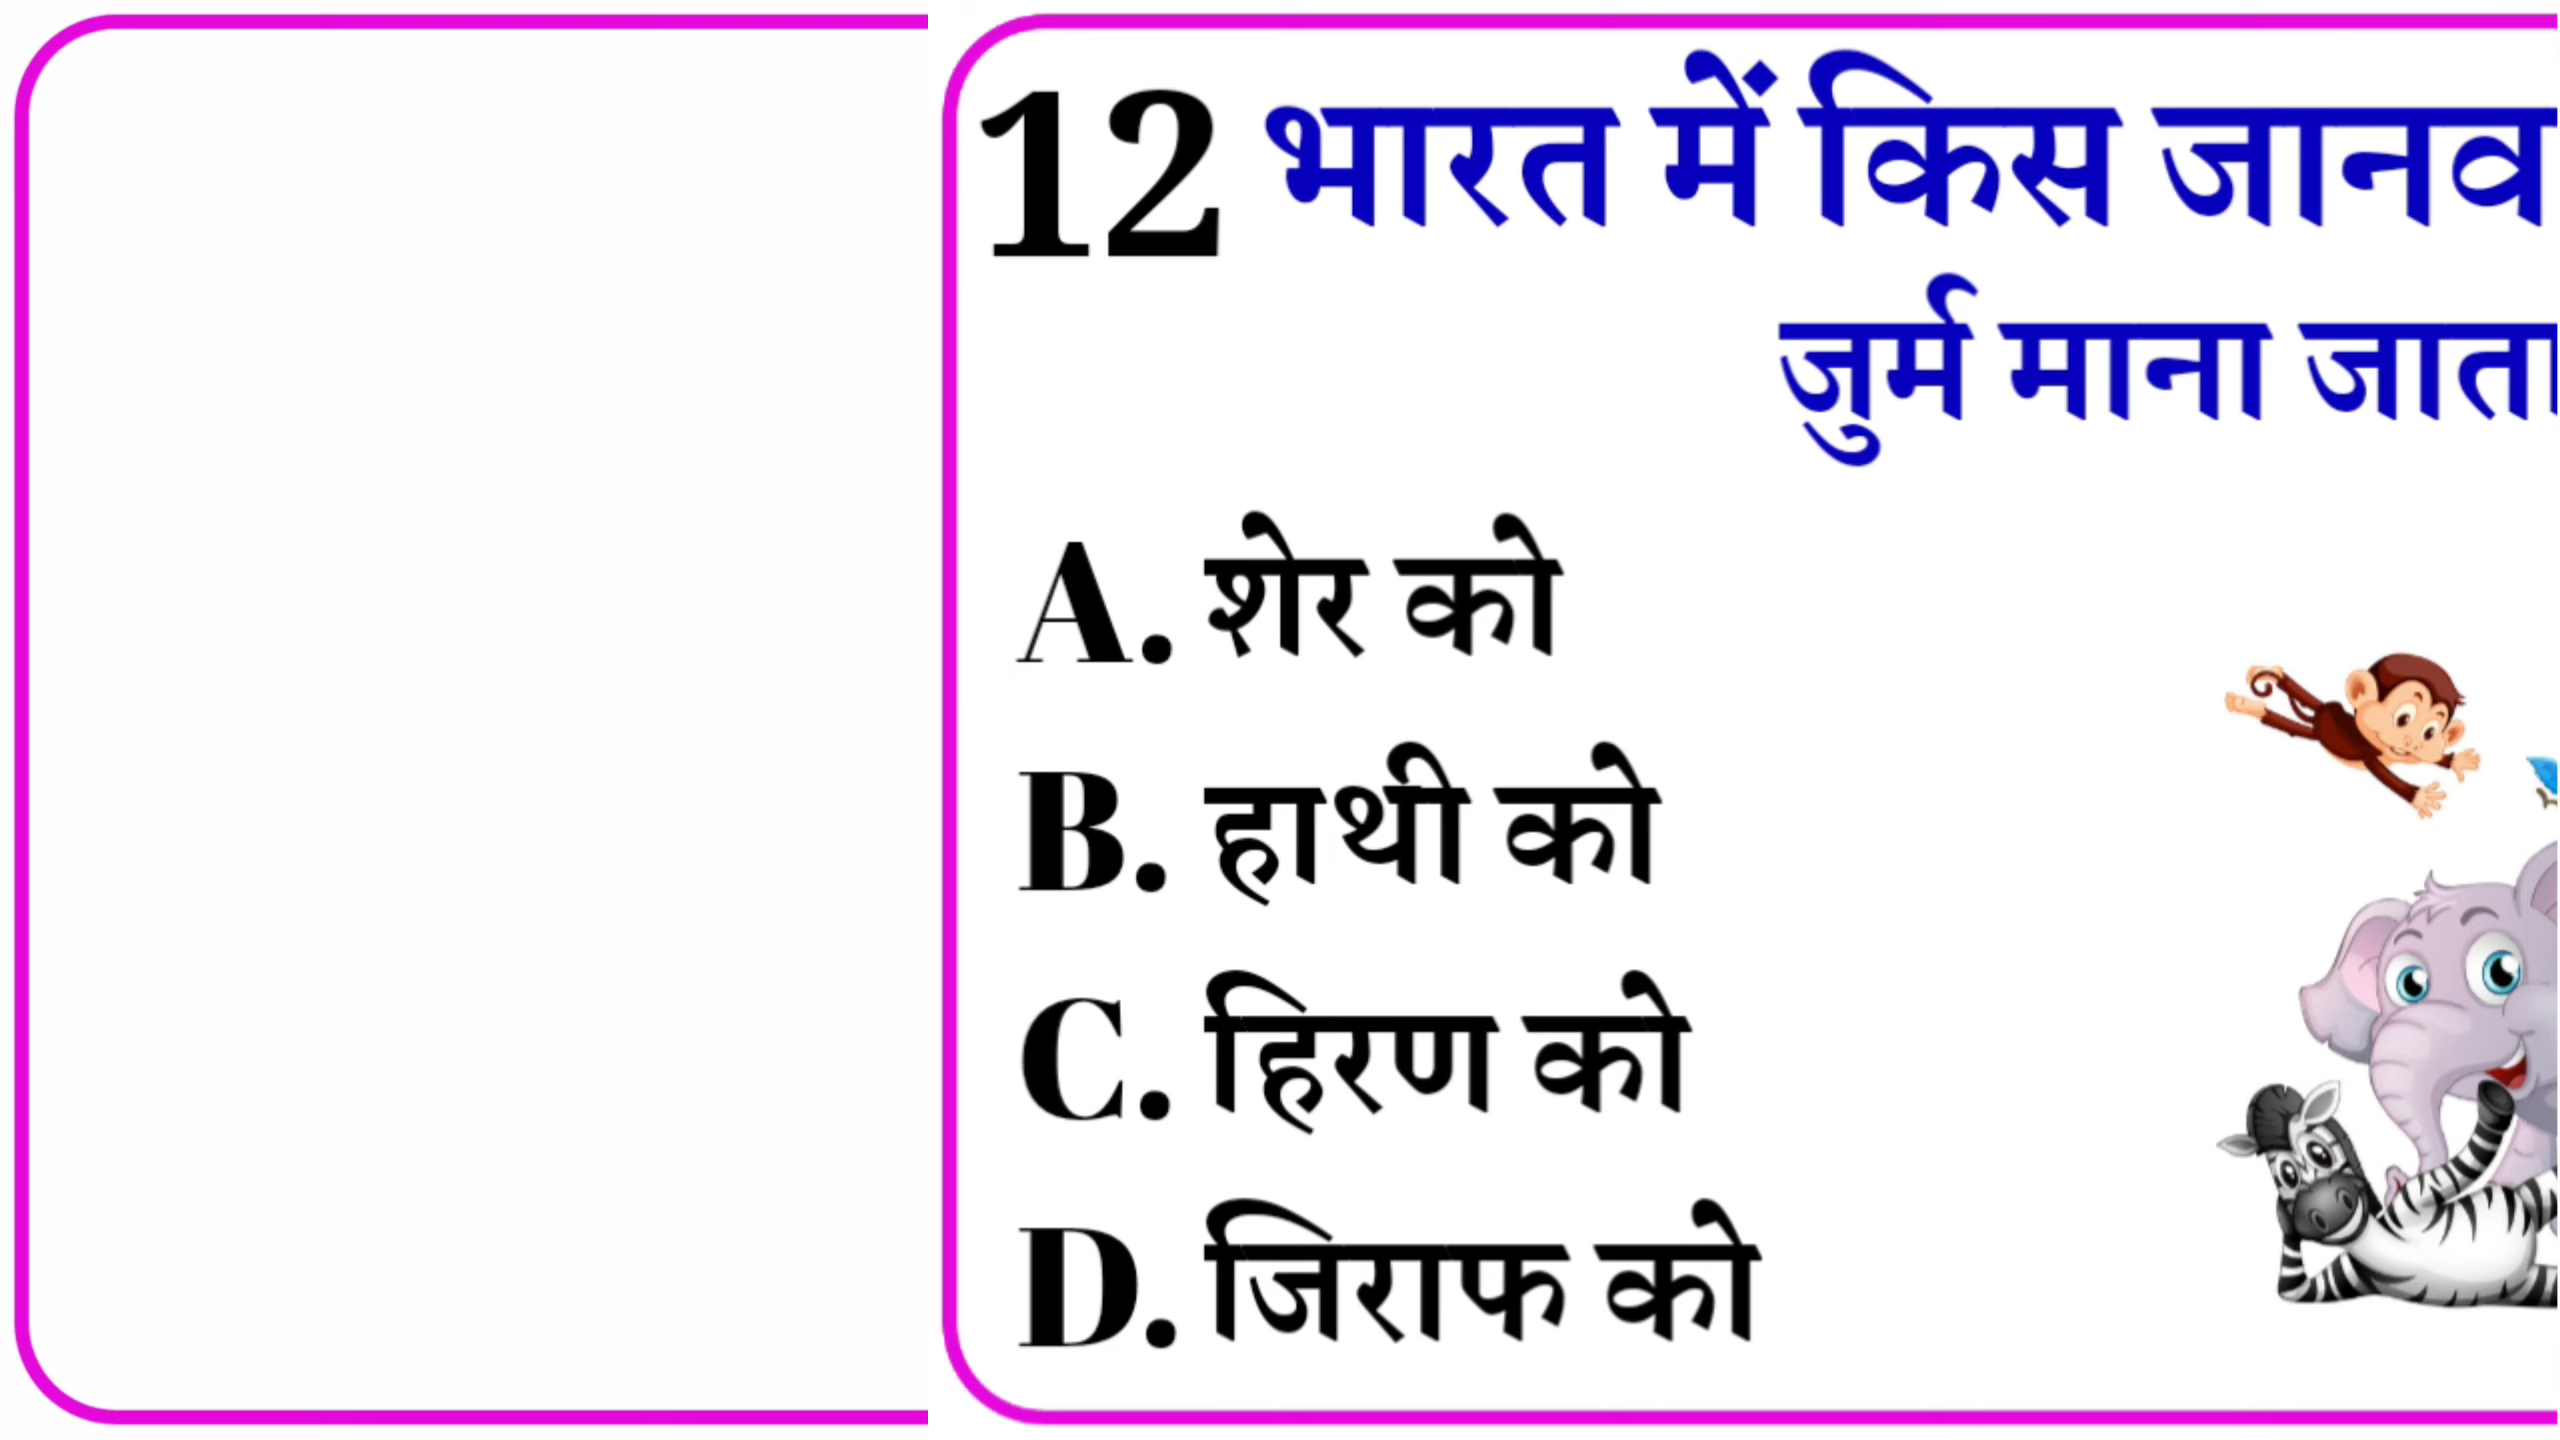 12 भारत में किस जानव
जुर्म माना जाता
A. शेर को
B. हाथी को
C. हिरण को
D. जिराफ को